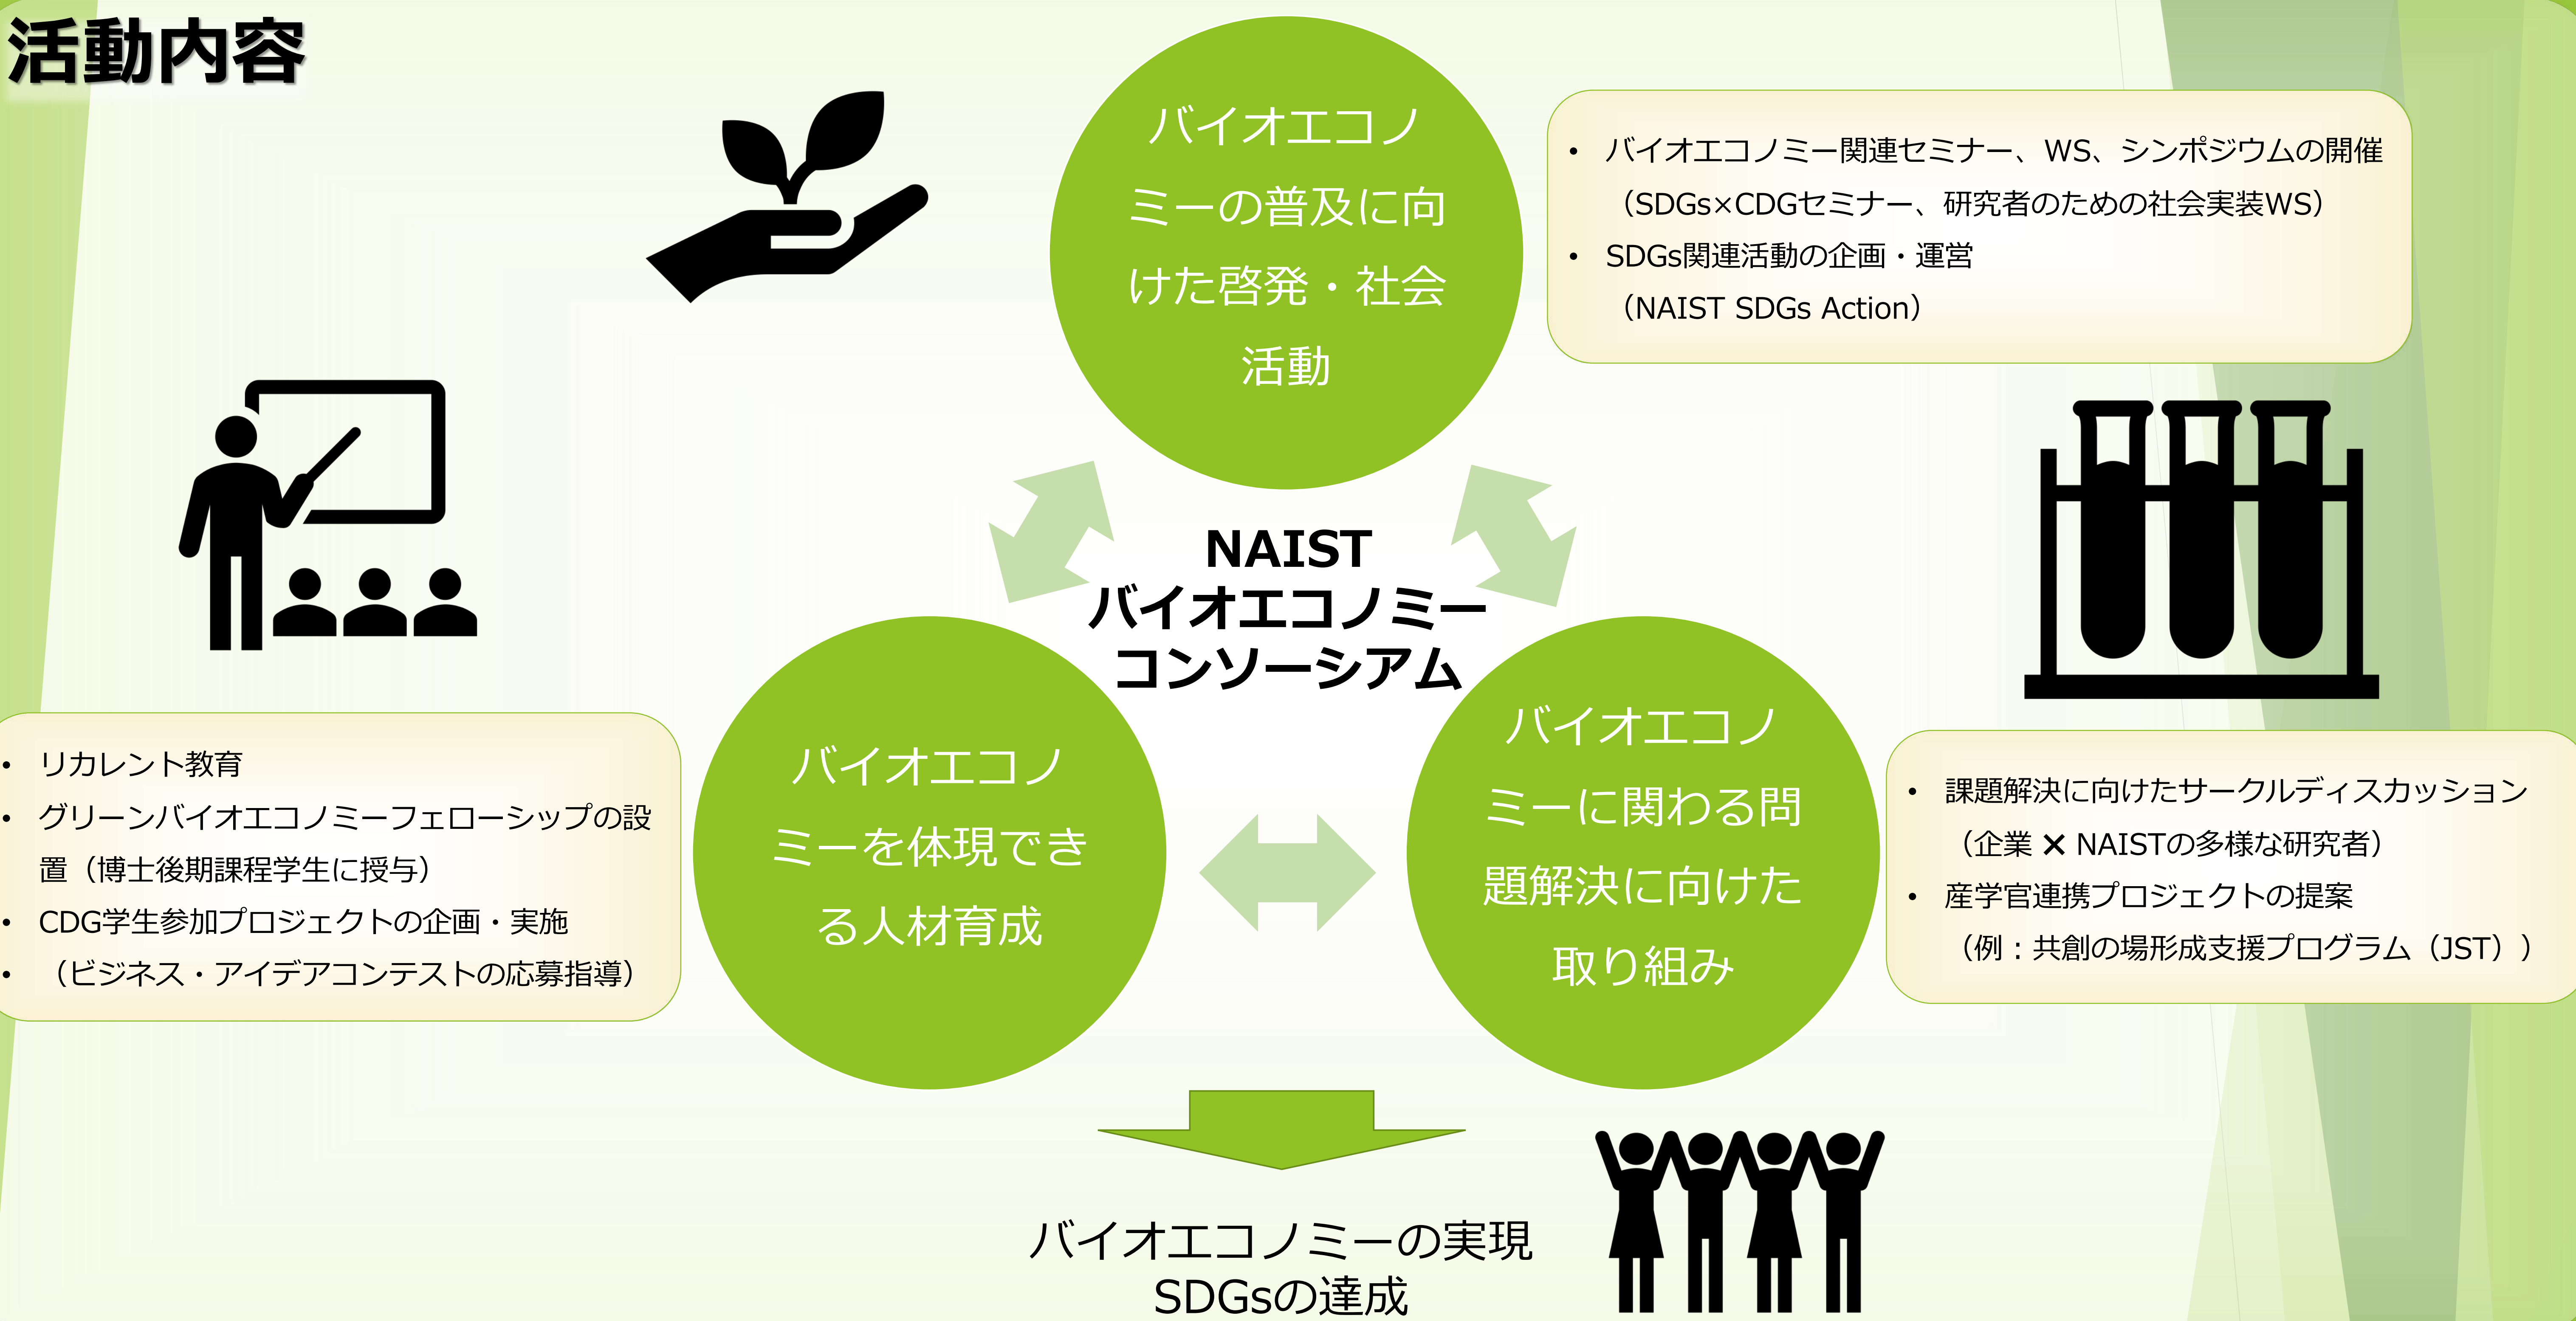 活動内容
バイオエコノ
ミーの普及に向
けた啓発・社会
活動
• バイオエコノミー関連セミナー、WS、シンポジウムの開催
（SDGs×CDGセミナー、研究者のための社会実装WS）
• SDGs関連活動の企画・運営
（NAIST SDGs Action）
NAIST
バイオエコノミー
コンソーシアム
• リカレント教育
• グリーンバイオエコノミーフェローシップの設
置（博士後期課程学生に授与）
• CDG学生参加プロジェクトの企画・実施
• （ビジネス・アイデアコンテストの応募指導）
バイオエコノ
ミーを体現でき
る人材育成
バイオエコノ
ミーに関わる問
題解決に向けた
取り組み
• 課題解決に向けたサークルディスカッション
（企業 × NAISTの多様な研究者）
• 産学官連携プロジェクトの提案
（例：共創の場形成支援プログラム（JST））
バイオエコノミーの実現
SDGsの達成